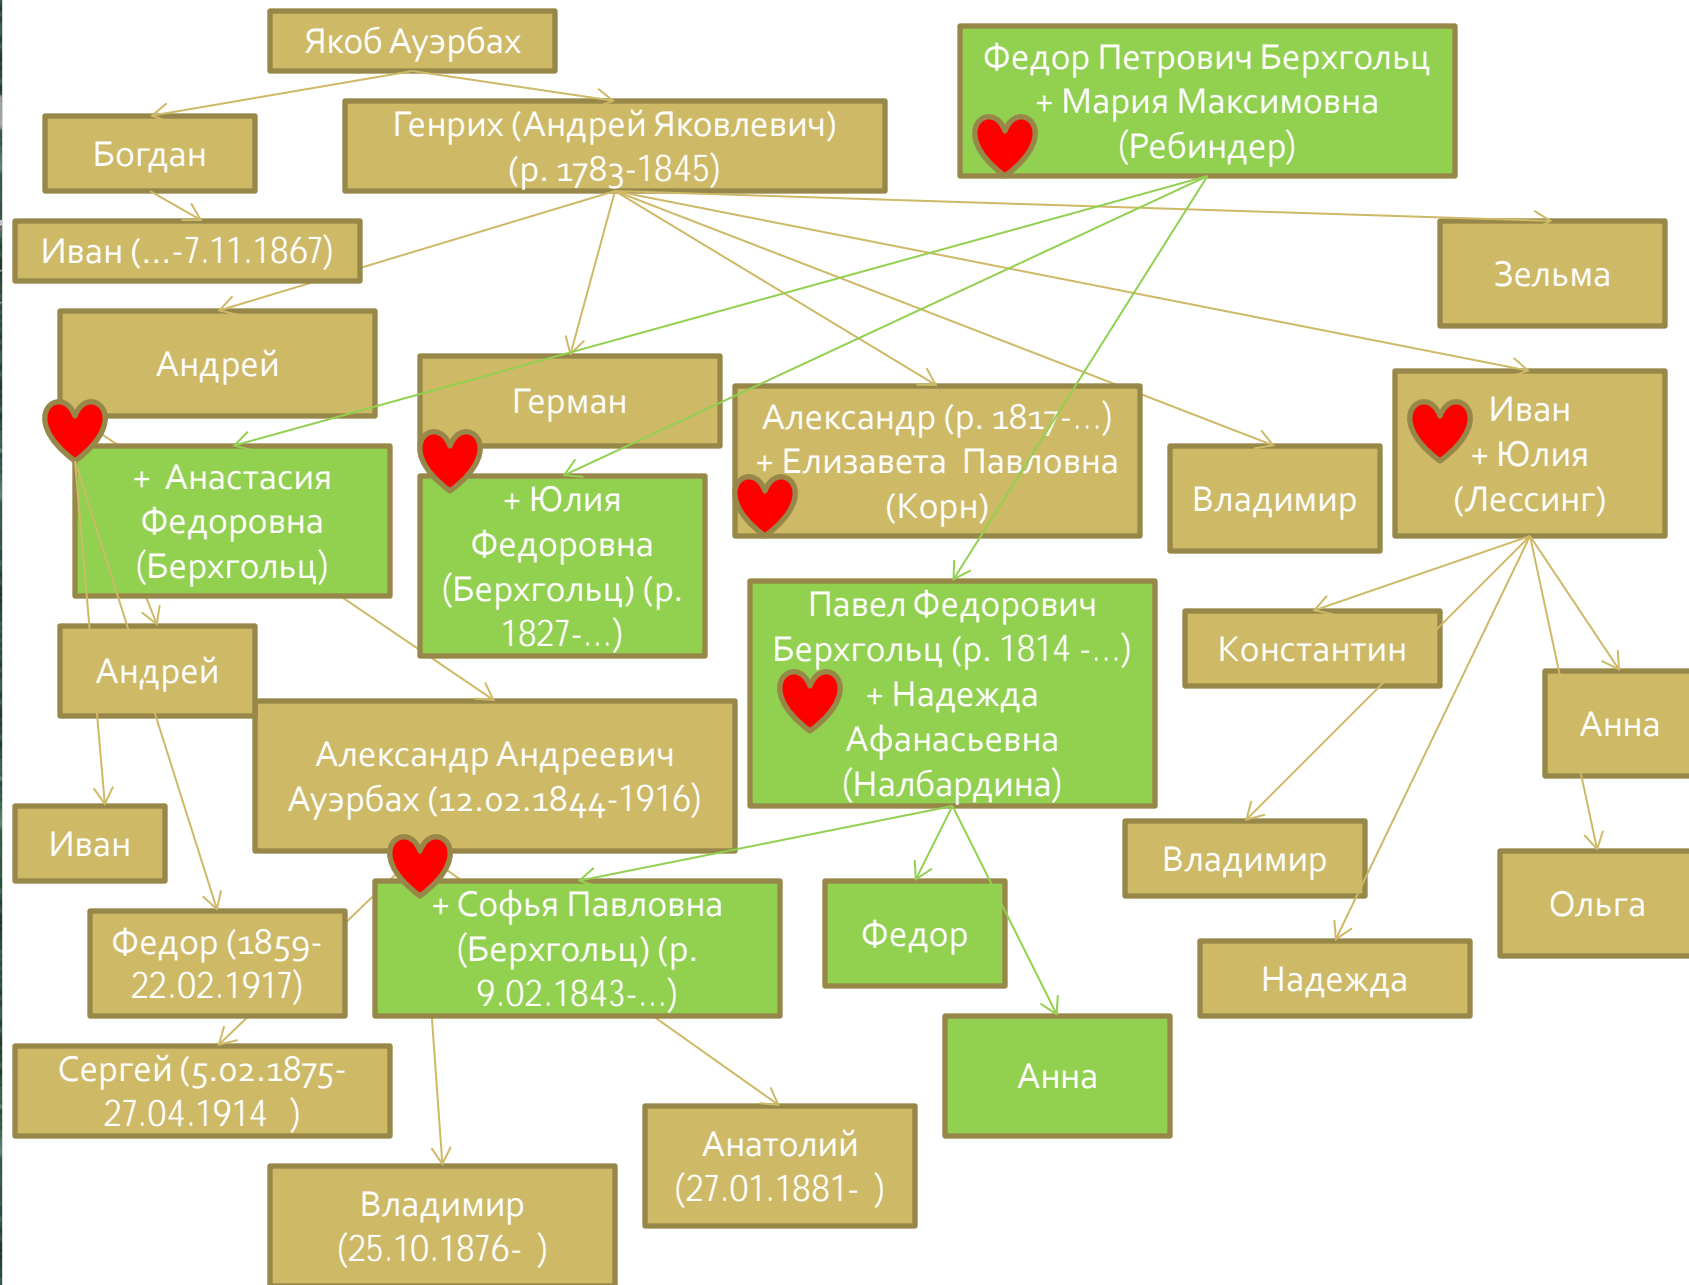 Якоб Ауэрбах
Федор Петрович Берхгольц
+ Мария Максимовна
(Ребиндер)
Богдан
Генрих (Андрей Яковлевич)
(р. 1783-1845)
Иван (...-7.11.1867)
Зельма
Андрей
Герман
Александр (р. 1817-...)
+ Елизавета Павловна
(Корн)
Владимир
Иван
+ Юлия
(Лессинг)
+ Анастасия
Федоровна
(Берхгольц)
+ Юлия
Федоровна
(Берхгольц) (р.
1827-...)
Павел Федорович
Берхгольц (р. 1814 -...)
+ Надежда
Афанасьевна
(Налбардина)
Константин
Анна
Андрей
Александр Андреевич
Ауэрбах (12.02.1844-1916)
Иван
Владимир
Ольга
Федор (1859-
22.02.1917)
+ Софья Павловна
(Берхгольц) (р.
9.02.1843-...)
Федор
Надежда
Сергей (5.02.1875-
27.04.1914 )
Анна
Владимир
(25.10.1876- )
Анатолий
(27.01.1881- )